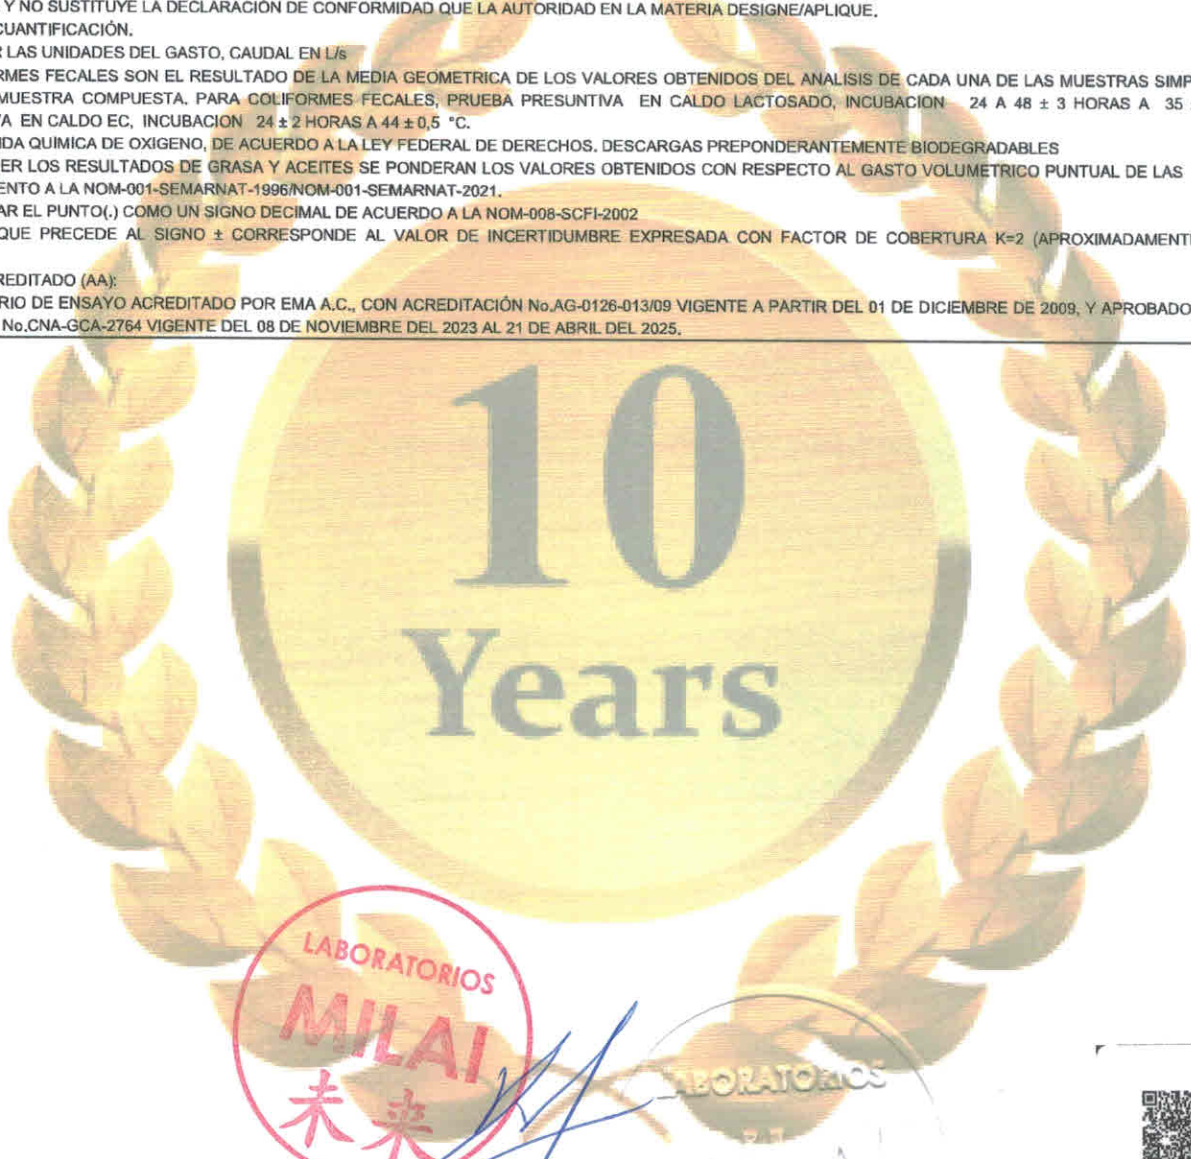 Y NO SUSTITUYE LA DECLARACIÓN DE CONFORMIDAD QUE LA AUTORIDAD EN LA MATERIA DESIGNE/APLIQUE.
CUANTIFICACIÓN.
LAS UNIDADES DEL GASTO, CAUDAL EN L/s
RMES FECALES SON EL RESULTADO DE LA MEDIA GEOMETRICA DE LOS VALORES OBTENIDOS DEL ANALISIS DE CADA UNA DE LAS MUESTRAS SIMP
MUESTRA COMPUESTA. PARA COLIFORMES FECALES, PRUEBA PRESUNTIVA EN CALDO LACTOSADO, INCUBACION 24 A 48 ± 3 HORAS A 35
A EN CALDO EC, INCUBACION 24 ± 2 HORAS A 44 ± 0,5 °C.
DA QUIMICA DE OXIGENO, DE ACUERDO A LA LEY FEDERAL DE DERECHOS. DESCARGAS PREPONDERANTEMENTE BIODEGRADABLES
ER LOS RESULTADOS DE GRASA Y ACEITES SE PONDERAN LOS VALORES OBTENIDOS CON RESPECTO AL GASTO VOLUMETRICO PUNTUAL DE LAS
ENTO A LA NOM-001-SEMARNAT-1996/NOM-001-SEMARNAT-2021.
AR EL PUNTO(.) COMO UN SIGNO DECIMAL DE ACUERDO A LA NOM-008-SCFI-2002
QUE PRECEDE AL SIGNO ± CORRESPONDE AL VALOR DE INCERTIDUMBRE EXPRESADA CON FACTOR DE COBERTURA K=2 (APROXIMADAMENT
REDITADO (AA):
RIO DE ENSAYO ACREDITADO POR EMA A.C., CON ACREDITACIÓN No.AG-0126-013/09 VIGENTE A PARTIR DEL 01 DE DICIEMBRE DE 2009, Y APROBADO
No.CNA-GCA-2764 VIGENTE DEL 08 DE NOVIEMBRE DEL 2023 AL 21 DE ABRIL DEL 2025.
10
Years
LABORATORIOS
MILAI
未来
LABORATORIOS